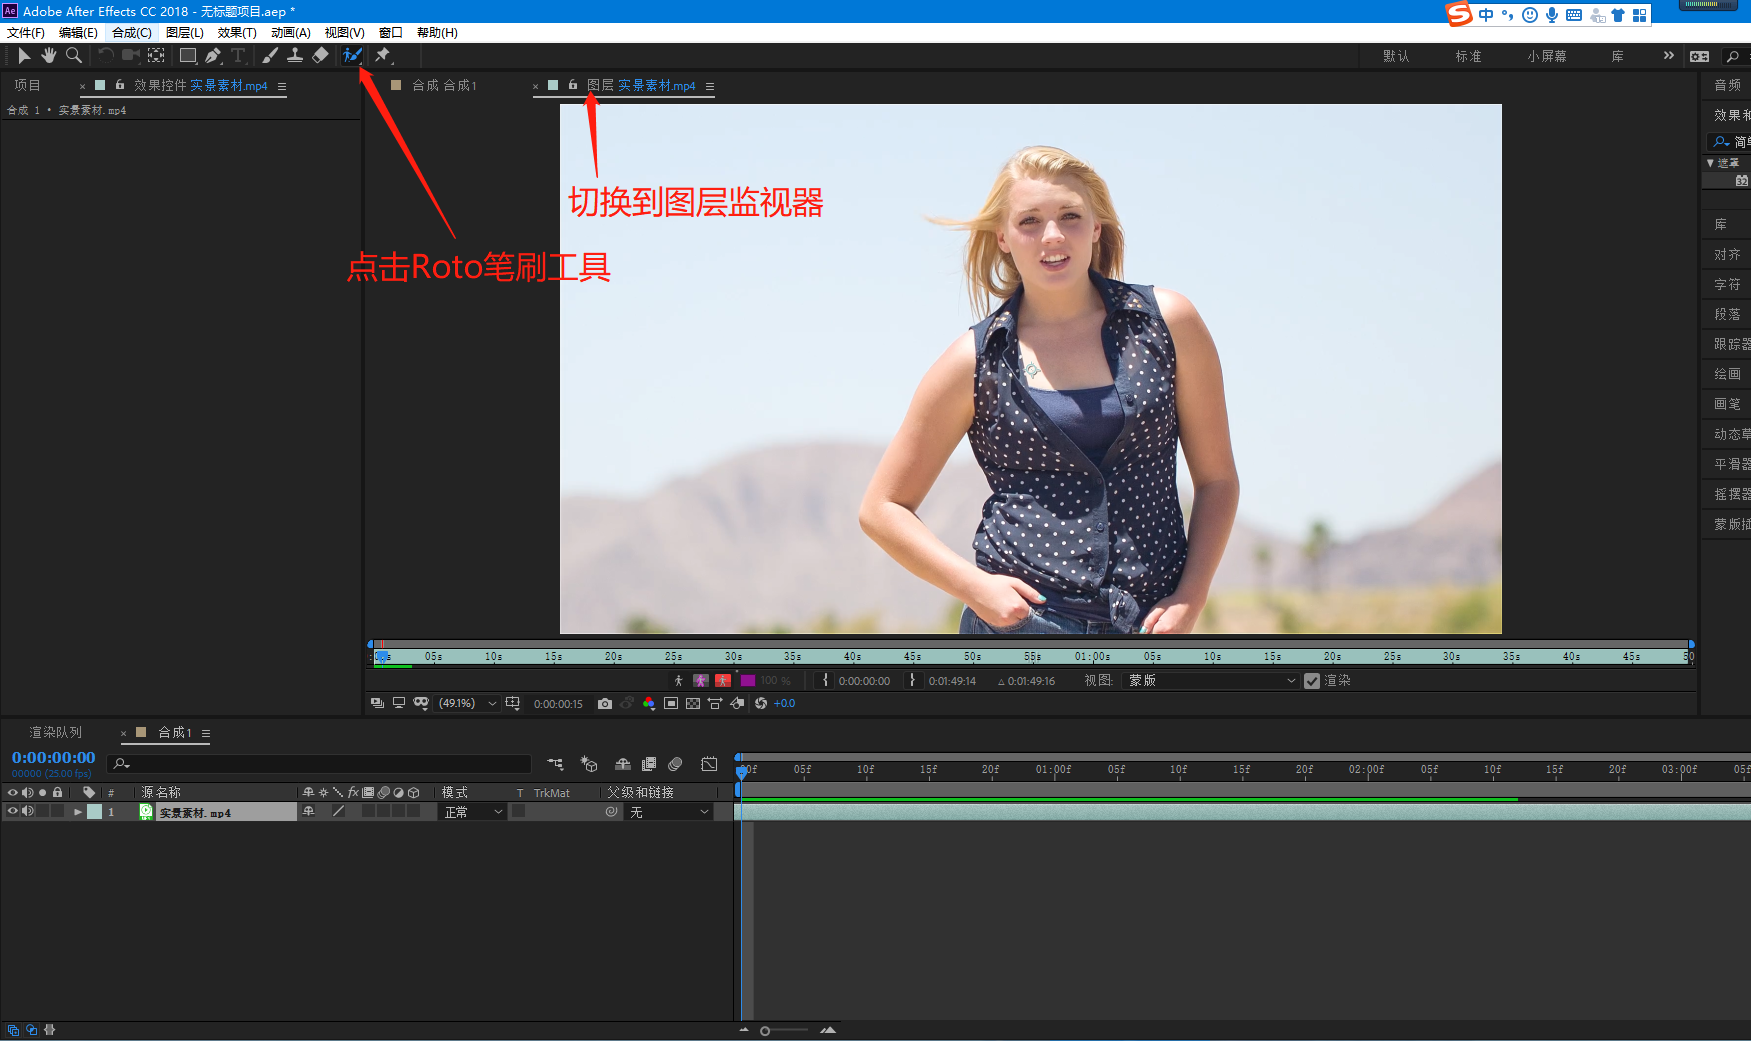 Ae Adobe After Effects CC 2018 - 无标题项目.aep *
中
文件(F) 编辑(E) 合成(C) 图层(L) 效果(T) 动画(A) 视图(V) 窗口 帮助(H)
默认 标准 小屏幕 库 »
项目 × 效果控件 实景素材.mp4 ≡
合成 合成1 × 图层 实景素材.mp4 ≡
合成 1 • 实景素材.mp4
切换到图层监视器
点击Roto笔刷工具
音频
效果和
简单
▼ 遮罩
32
库
对齐
字符
段落
跟踪器
绘画
画笔
动态草
平滑器
摇摆器
蒙版插
05s 10s 15s 20s 25s 30s 35s 40s 45s 50s 55s 01:00s 05s 10s 15s 20s 25s 30s 35s 40s 45s 50
100 % 0:00:00:00 0:01:49:14 △ 0:01:49:16 视图: 蒙版 渲染
(49.1%) 0:00:00:15 +0.0
渲染队列 × 合成1 ≡
0:00:00:00
00000 (25.00 fps)
00f 05f 10f 15f 20f 01:00f 05f 10f 15f 20f 02:00f 05f 10f 15f 20f 03:00f 05f
# 源名称 fx 模式 T TrkMat 父级和链接
1 实景素材.mp4 正常 无